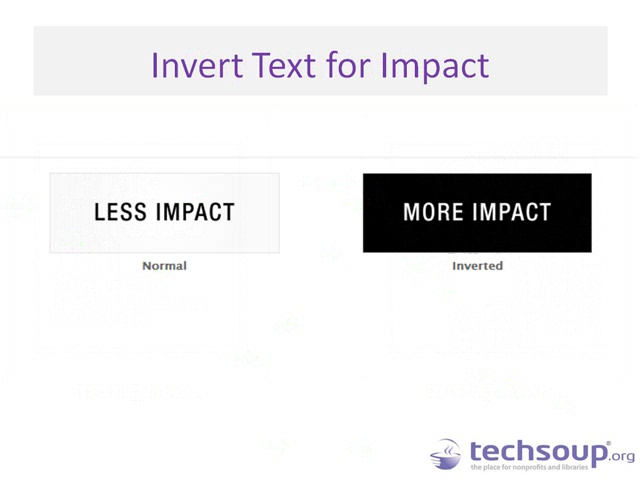 Invert Text for Impact
LESS IMPACT
MORE IMPACT
Normal
Inverted
techsoup®.org
the place for nonprofits and libraries